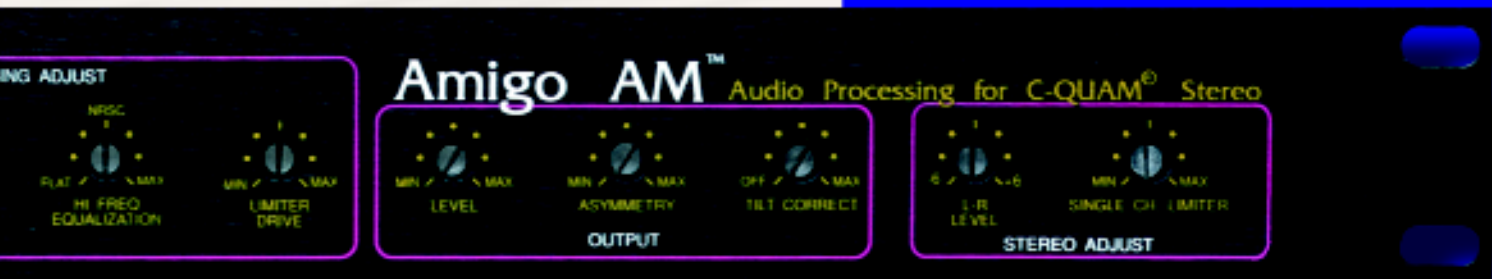 ING ADJUST
NRSC
FLAT
MAX
HI FREQ
EQUALIZATION
MIN
MAX
LIMITER
DRIVE
Amigo AM™ Audio Processing for C-QUAM® Stereo
MIN
MAX
LEVEL
MIN
MAX
ASYMMETRY
OFF
MAX
TILT CORRECT
OUTPUT
-6
L-R
LEVEL
MIN
MAX
SINGLE CH LIMITER
STEREO ADJUST